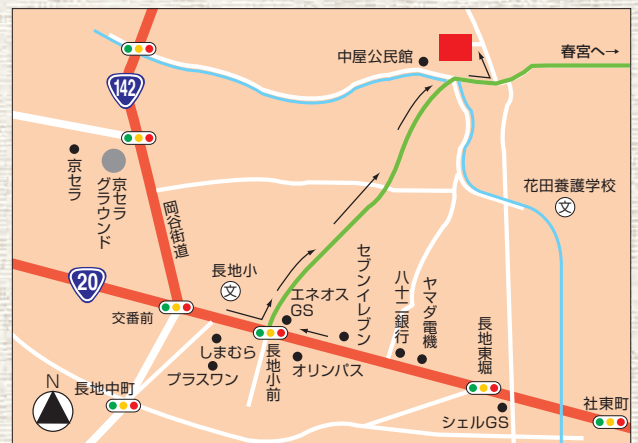 中屋公民館
春宮へ→
142
京セラ
京セラ
グラウンド
岡谷街道
花田養護学校
文
20
長地小
文
セブンイレブン
エネオス
GS
八十二銀行
ヤマダ電機
交番前
しまむら
プラスワン
長地小前
オリンパス
長地東堀
N
長地中町
シェルGS
社東町